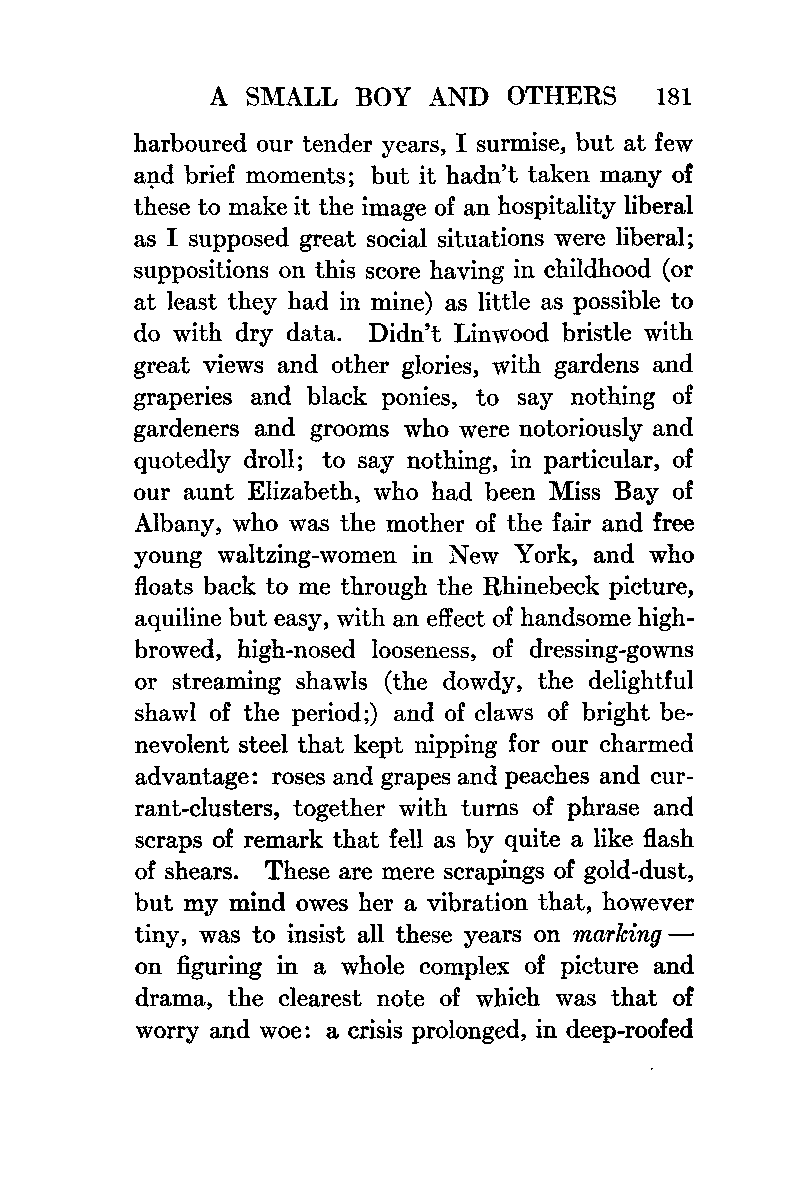 A SMALL BOY AND OTHERS 181
harboured our tender years, I surmise, but at few
and brief moments; but it hadn't taken many of
these to make it the image of an hospitality liberal
as I supposed great social situations were liberal;
suppositions on this score having in childhood (or
at least they had in mine) as little as possible to
do with dry data. Didn't Linwood bristle with
great views and other glories, with gardens and
graperies and black ponies, to say nothing of
gardeners and grooms who were notoriously and
quotedly droll; to say nothing, in particular, of
our aunt Elizabeth, who had been Miss Bay of
Albany, who was the mother of the fair and free
young waltzing-women in New York, and who
floats back to me through the Rhinebeck picture,
aquiline but easy, with an effect of handsome high-
browed, high-nosed looseness, of dressing-gowns
or streaming shawls (the dowdy, the delightful
shawl of the period;) and of claws of bright be-
nevolent steel that kept nipping for our charmed
advantage: roses and grapes and peaches and cur-
rant-clusters, together with turns of phrase and
scraps of remark that fell as by quite a like flash
of shears. These are mere scrapings of gold-dust,
but my mind owes her a vibration that, however
tiny, was to insist all these years on marking —
on figuring in a whole complex of picture and
drama, the clearest note of which was that of
worry and woe: a crisis prolonged, in deep-roofed